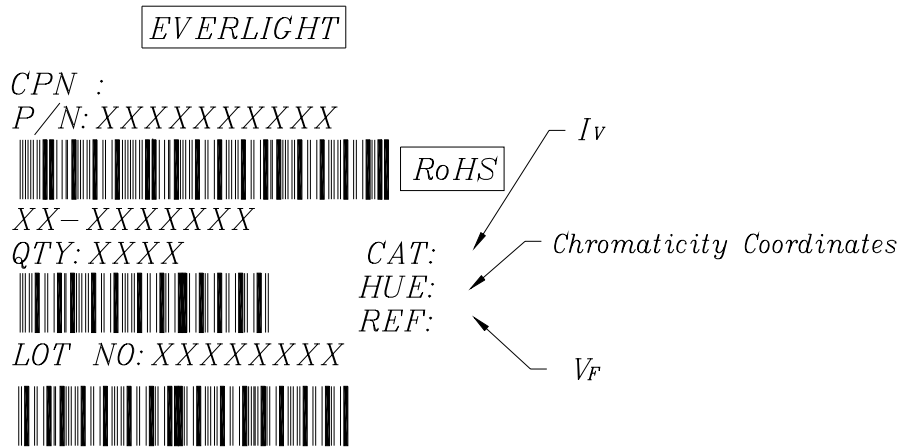 EVERLIGHT
CPN :
P/N: XXXXXXXXXX
RoHS
XX-XXXXXXX
QTY: XXXX
LOT NO: XXXXXXXX
CAT:
HUE:
REF:
Iv
Chromaticity Coordinates
VF